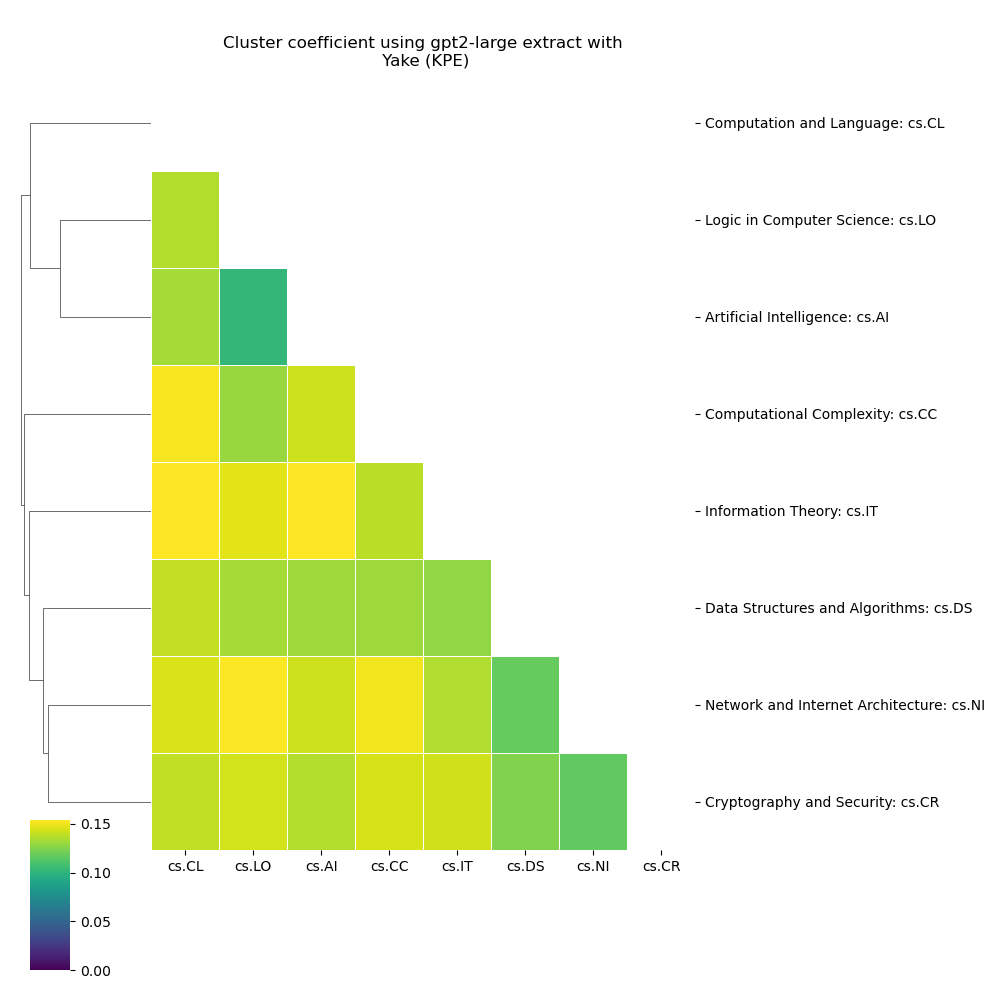 Cluster coefficient using gpt2-large extract with
Yake (KPE)
Computation and Language: cs.CL
Logic in Computer Science: cs.LO
Artificial Intelligence: cs.AI
Computational Complexity: cs.CC
Information Theory: cs.IT
Data Structures and Algorithms: cs.DS
Network and Internet Architecture: cs.NI
Cryptography and Security: cs.CR
cs.CL cs.LO cs.AI cs.CC cs.IT cs.DS cs.NI cs.CR
0.15
0.10
0.05
0.00